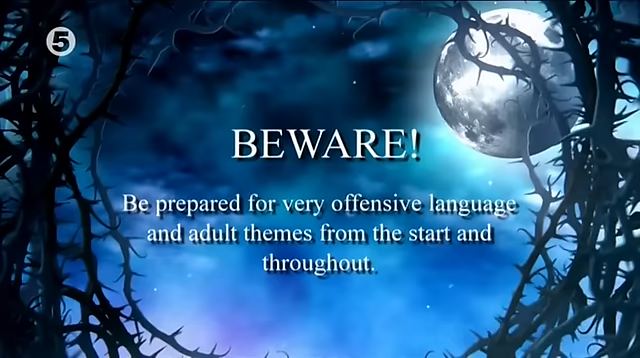 5
BEWARE!
Be prepared for very offensive language
and adult themes from the start and
throughout.